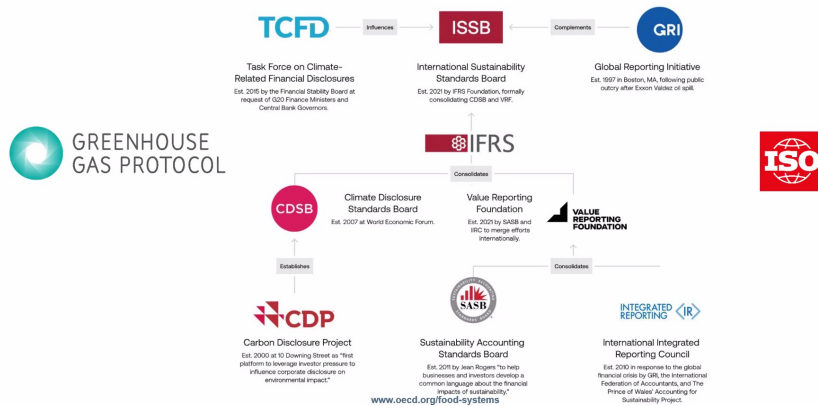 TCFD
Influences
ISSB
Complements
GRI
Task Force on Climate-
Related Financial Disclosures
Est. 2015 by the Financial Stability Board at
request of G20 Finance Ministers and
Central Bank Governors.
International Sustainability
Standards Board
Est. 2021 by IFRS Foundation, formally
consolidating CDSB and VRF.
Global Reporting Initiative
Est. 1997 in Boston, MA, following public
outcry after Exxon Valdez oil spill.
GREENHOUSE
GAS PROTOCOL
IFRS
ISO
Consolidates
CDSB
Climate Disclosure
Standards Board
Est. 2007 at World Economic Forum.
Value Reporting
Foundation
Est. 2021 by SASB and
IIRC to merge efforts
internationally.
VALUE
REPORTING
FOUNDATION
Establishes
Consolidates
CDP
SASB
INTEGRATED
REPORTING <IR>
Carbon Disclosure Project
Est. 2000 at 10 Downing Street as "first
platform to leverage investor pressure to
influence corporate disclosure on
environmental impact."
Sustainability Accounting
Standards Board
Est. 2011 by Jean Rogers "to help
businesses and investors develop a
common language about the financial
impacts of sustainability."
International Integrated
Reporting Council
Est. 2010 in response to the global
financial crisis by GRI, the International
Federation of Accountants, and The
Prince of Wales' Accounting for
Sustainability Project.
www.oecd.org/food-systems